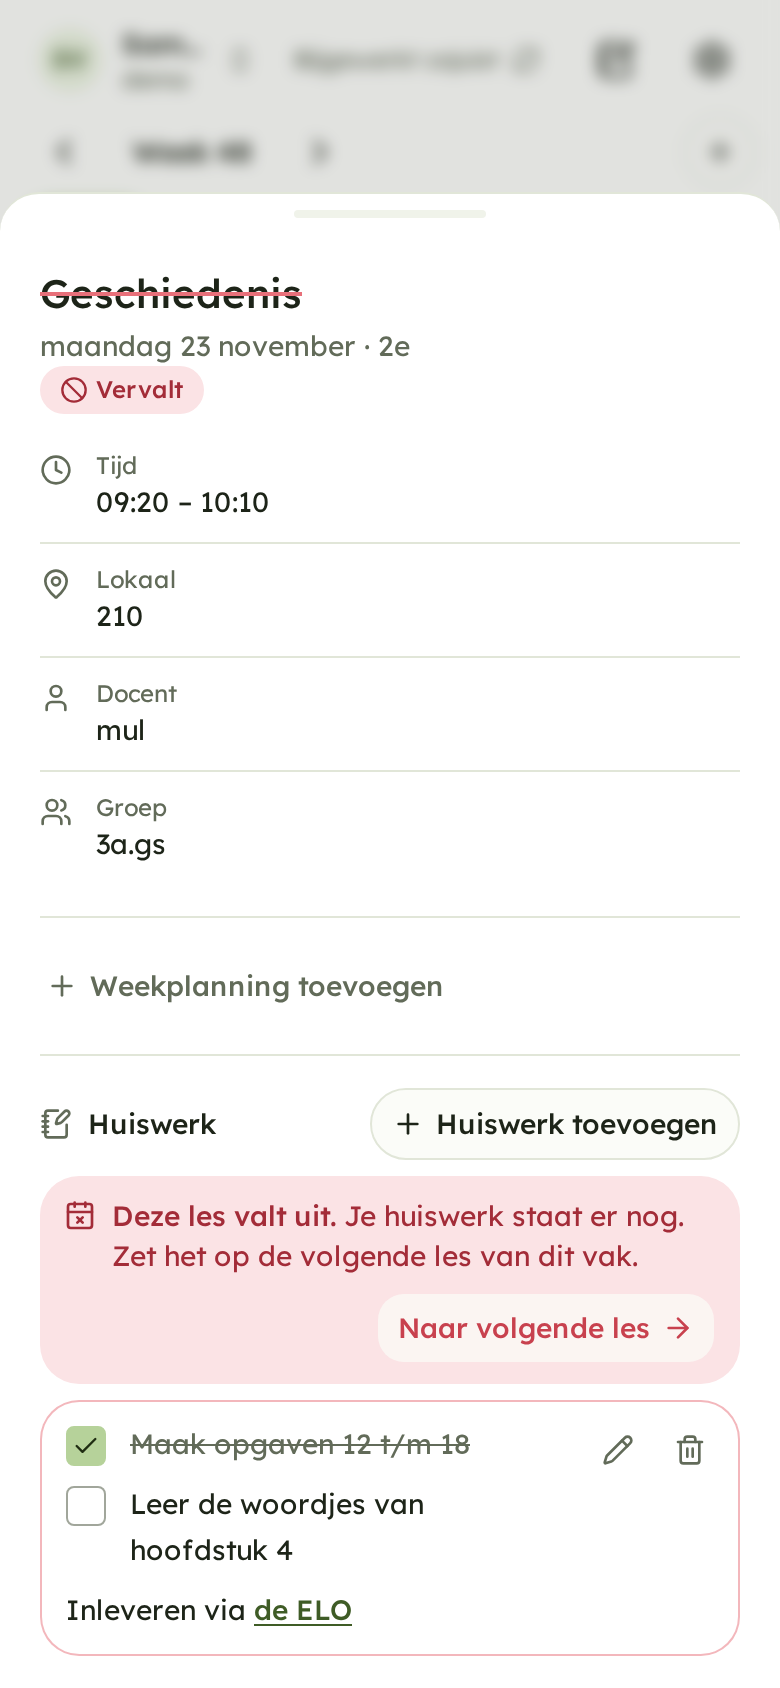 Week 48
Geschiedenis
maandag 23 november · 2e
Vervalt
Tijd
09:20 – 10:10
Lokaal
210
Docent
mul
Groep
3a.gs
Weekplanning toevoegen
Huiswerk
Huiswerk toevoegen
Deze les valt uit. Je huiswerk staat er nog.
Zet het op de volgende les van dit vak.
Naar volgende les
Maak opgaven 12 t/m 18
Leer de woordjes van
hoofdstuk 4
Inleveren via de ELO